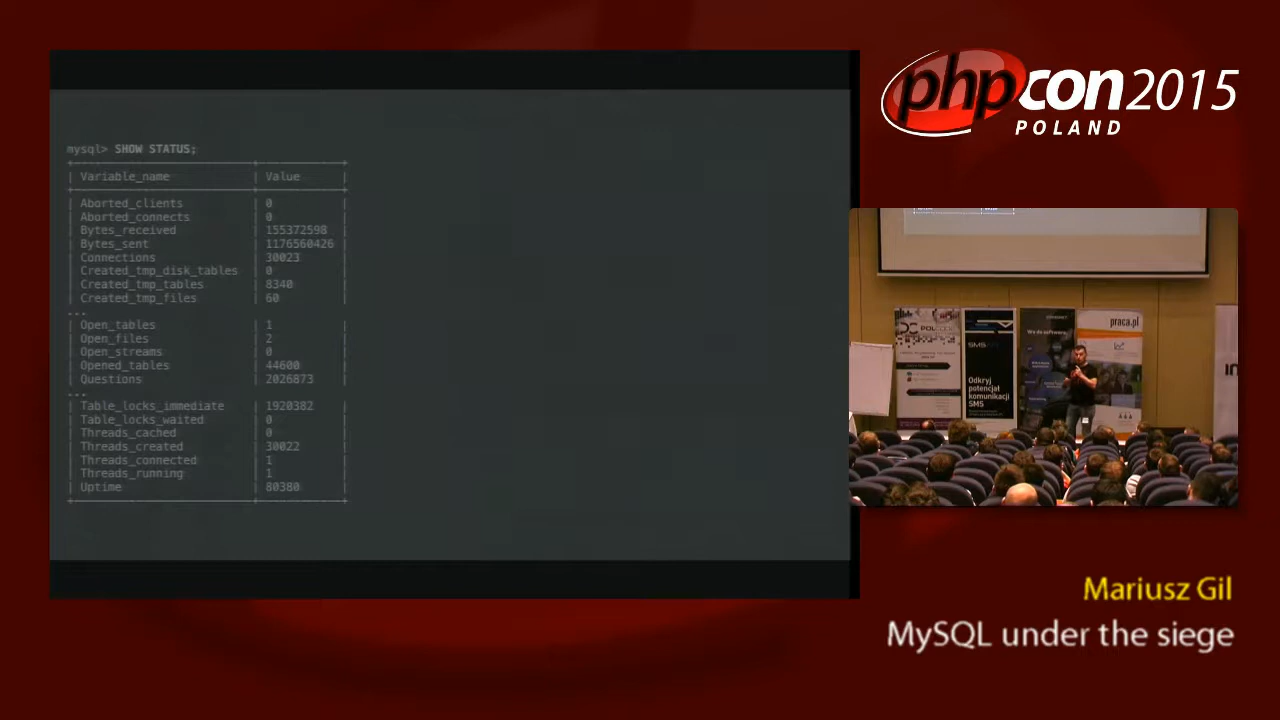 mysql> SHOW STATUS;
| Variable_name | Value |
| Aborted_clients | 0 |
| Aborted_connects | 0 |
| Bytes_received | 155372598 |
| Bytes_sent | 1176560426 |
| Connections | 30023 |
| Created_tmp_disk_tables | 0 |
| Created_tmp_tables | 8340 |
| Created_tmp_files | 60 |
...
| Open_tables | 1 |
| Open_files | 2 |
| Open_streams | 0 |
| Opened_tables | 44600 |
| Questions | 2026873 |
...
| Table_locks_immediate | 1920382 |
| Table_locks_waited | 0 |
| Threads_cached | 0 |
| Threads_created | 30022 |
| Threads_connected | 1 |
| Threads_running | 1 |
| Uptime | 80380 |
phpcon2015
POLAND
praca.pl
Odkryj
potencjał
komunikacji
SMS
Mariusz Gil
MySQL under the siege